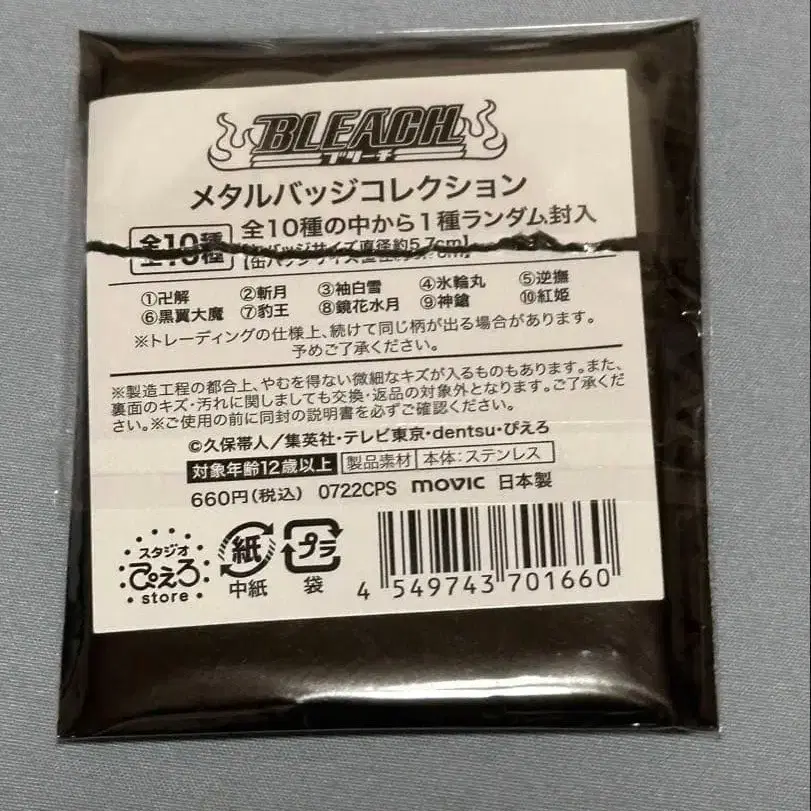 BLEACH
ブリーチ
メタルバッジコレクション
全10種
全10種の中から1種ランダム封入
【缶バッジサイズ直径約5.7cm】
①卍解 ②斬月 ③袖白雪 ④氷輪丸 ⑤逆撫
⑥黒翼大魔 ⑦豹王 ⑧鏡花水月 ⑨神鎗 ⑩紅姫
※トレーディングの仕様上、続けて同じ柄が出る場合があります。
予めご了承ください。
※製造工程の都合上、やむを得ない微細なキズが入るものもあります。また、
裏面のキズ・汚れに関しましても交換・返品の対象外となります。ご了承くだ
さい。※ご使用の前に同封の説明書を必ずご確認ください。
©久保帯人／集英社・テレビ東京・dentsu・ぴえろ
対象年齢12歳以上 製品素材 本体：ステンレス
660円(税込) 0722CPS movic 日本製
スタジオ
ぴえろ
store
紙
中紙
プラ
袋
4 549743 701660